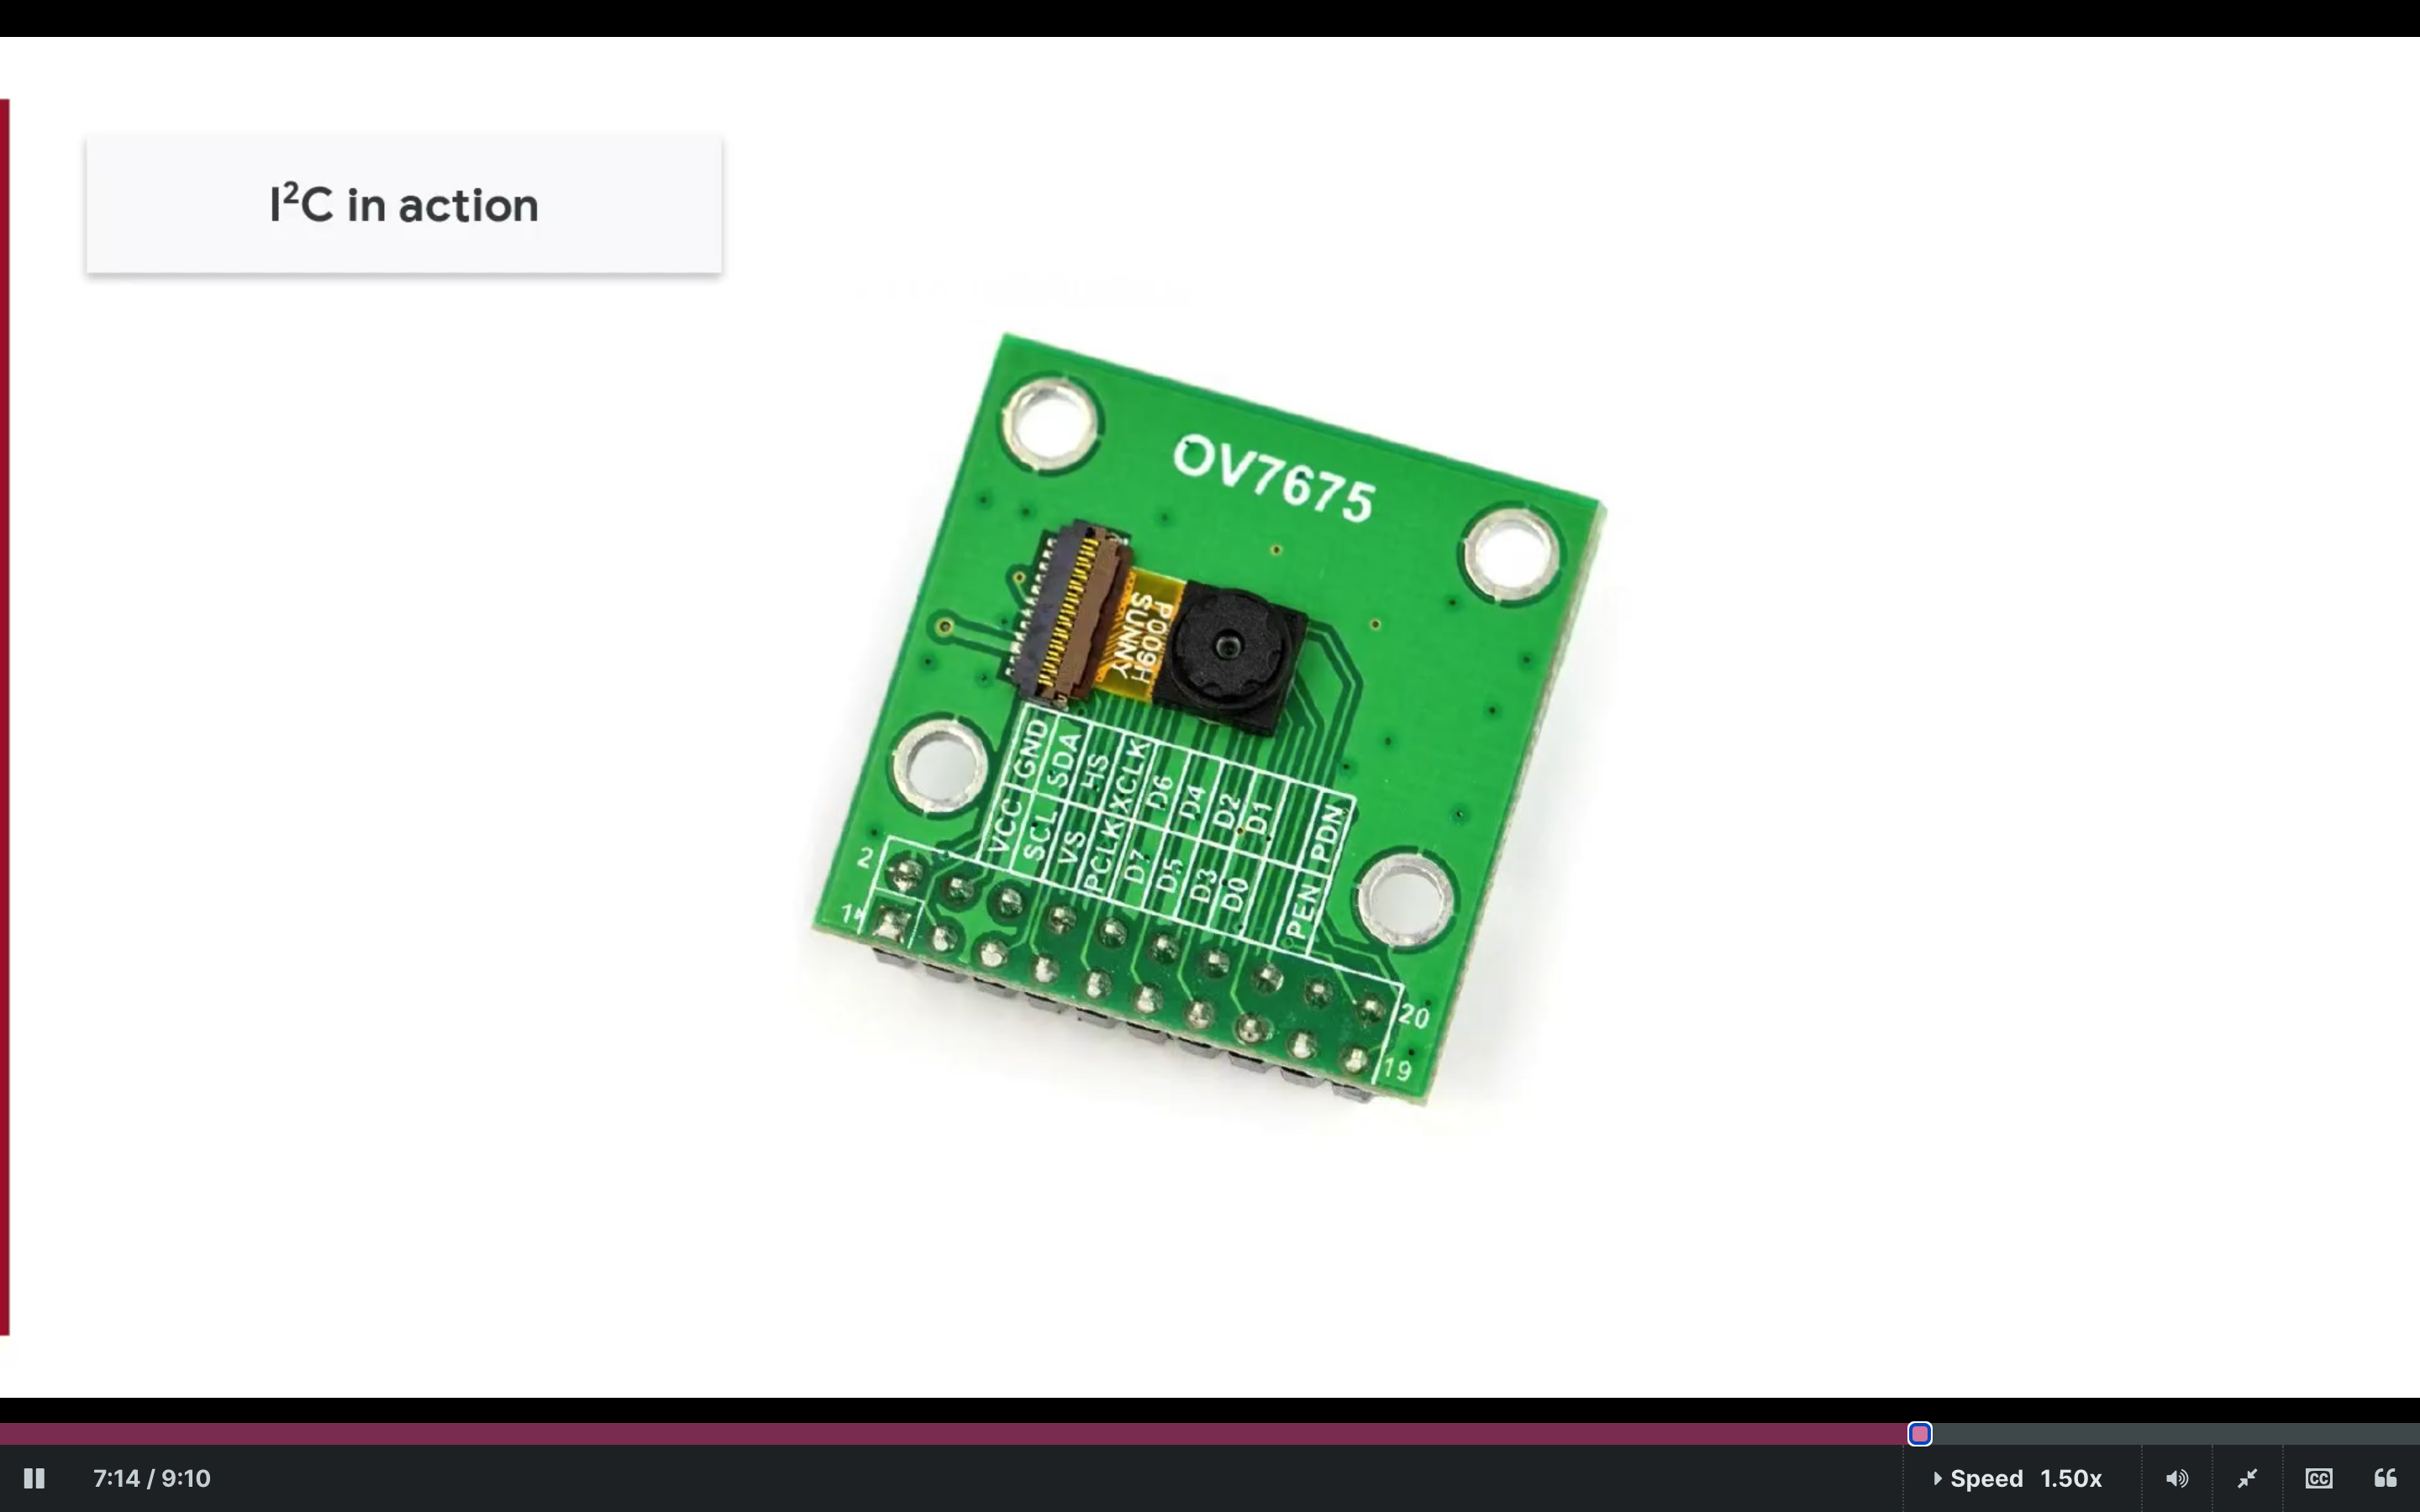 I²C in action
OV7675
P009H
SUNNY
GND SDA HS XCLK D6 D4 D2 D1 PDN
VCC SCL VS PCLK D7 D5 D3 D0 PEN
2
1
20
19
7:14 / 9:10
Speed 1.50x
CC